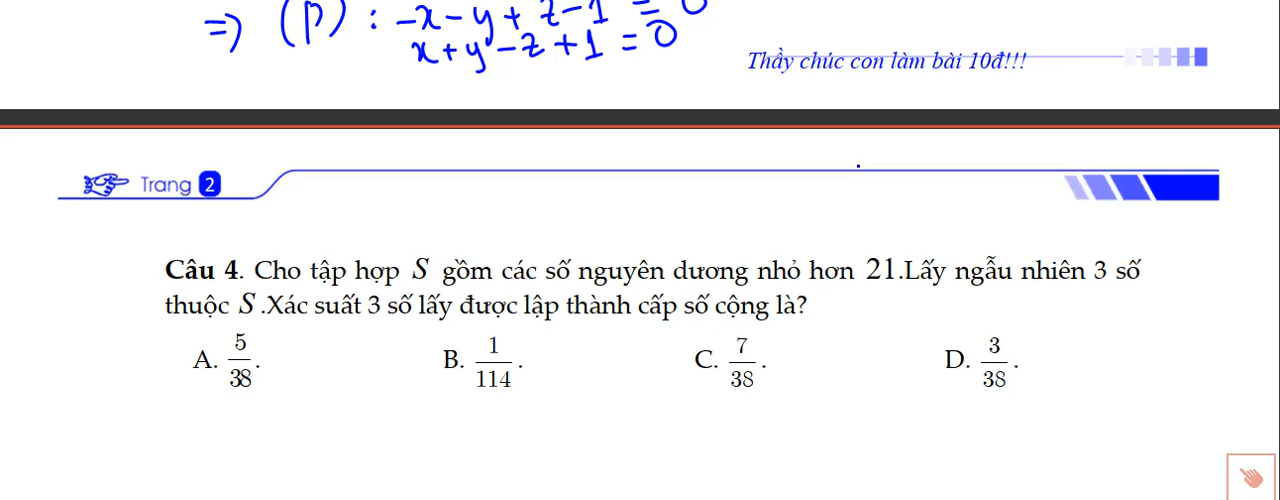 => (P) : -x - y + z - 1 = 0
x + y - z + 1 = 0
Thầy chúc con làm bài 10đ!!!
Trang 2
Câu 4. Cho tập hợp S gồm các số nguyên dương nhỏ hơn 21.Lấy ngẫu nhiên 3 số
thuộc S .Xác suất 3 số lấy được lập thành cấp số cộng là?
A. 5/38. B. 1/114. C. 7/38. D. 3/38.